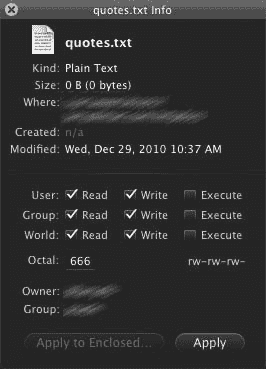 quotes.txt Info
quotes.txt
Kind: Plain Text
Size: 0 B (0 bytes)
Where:
Created: n/a
Modified: Wed, Dec 29, 2010 10:37 AM
User: Read Write Execute
Group: Read Write Execute
World: Read Write Execute
Octal: 666 rw-rw-rw-
Owner:
Group:
Apply to Enclosed... Apply